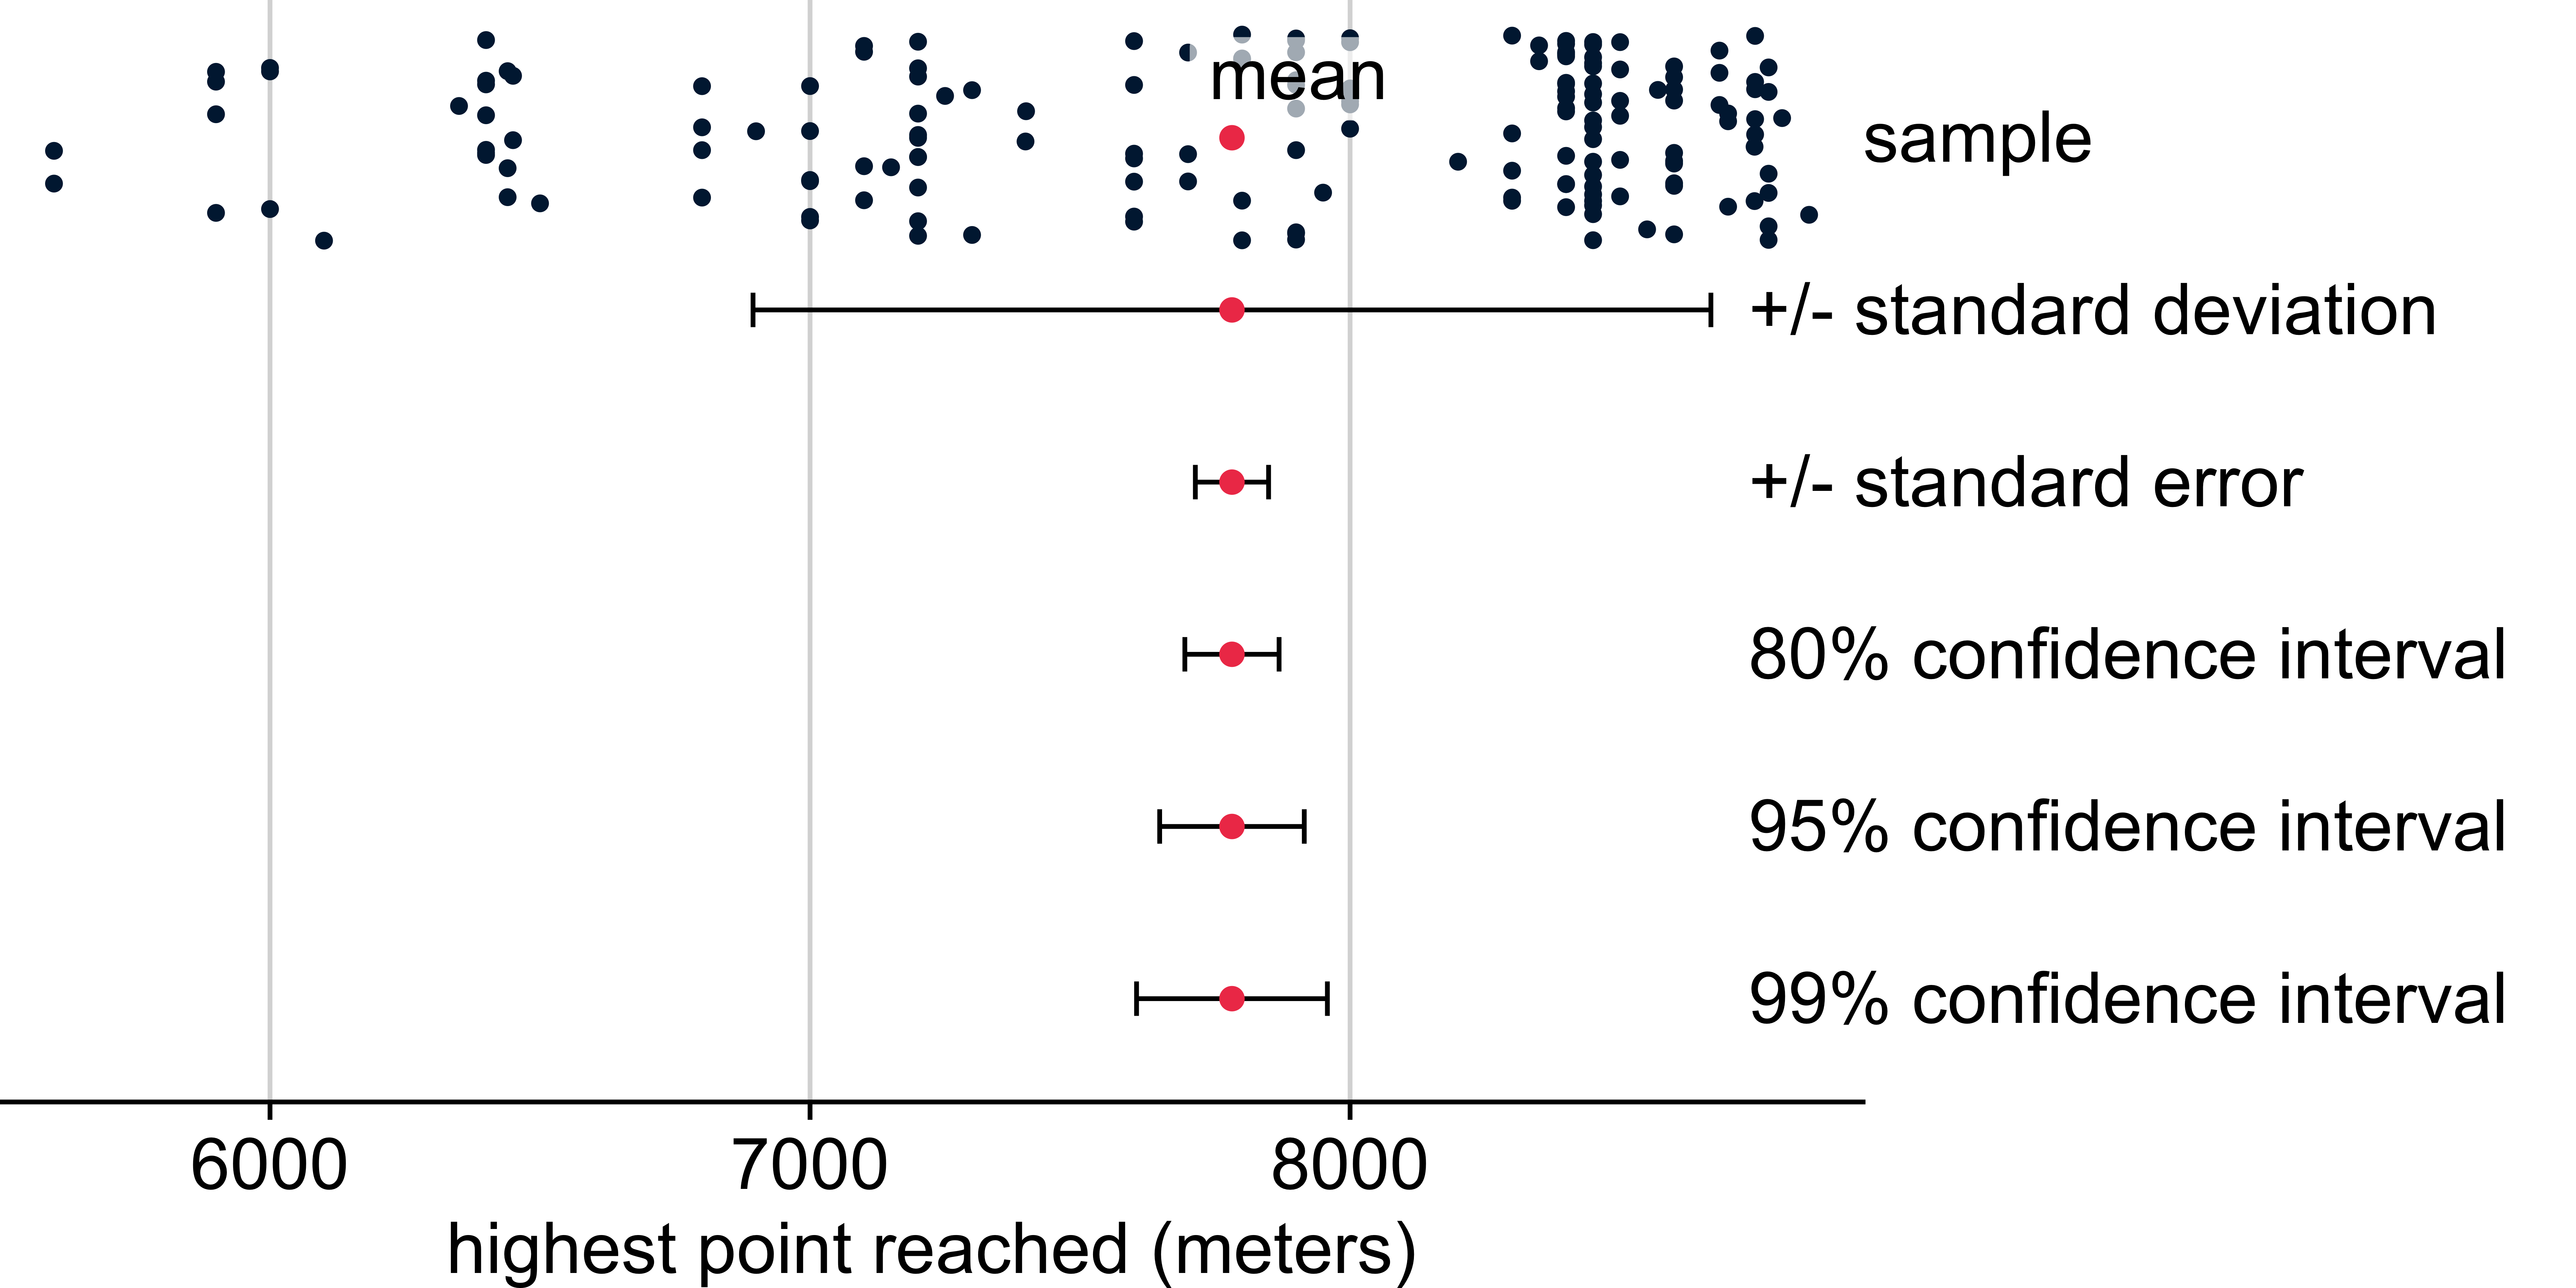 mean
sample
+/- standard deviation
+/- standard error
80% confidence interval
95% confidence interval
99% confidence interval
6000 7000 8000
highest point reached (meters)